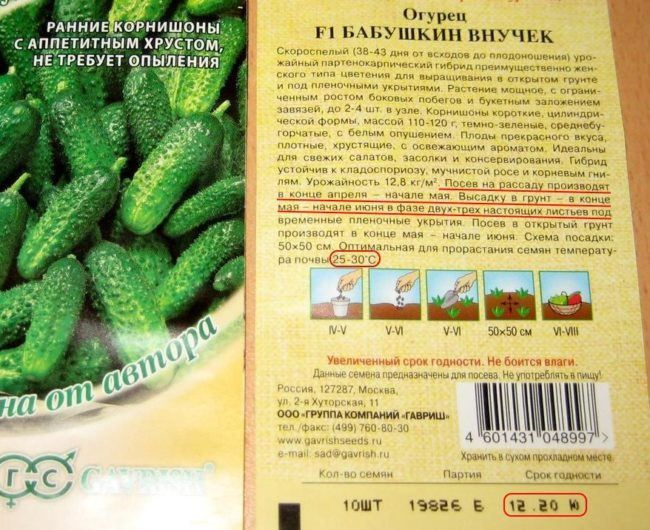 РАННИЕ КОРНИШОНЫ
С АППЕТИТНЫМ ХРУСТОМ,
НЕ ТРЕБУЕТ ОПЫЛЕНИЯ
на от автора
ГС GAVRISH®
Огурец
F1 БАБУШКИН ВНУЧЕК
Скороспелый (38-43 дня от всходов до плодоношения) уро-
жайный партенокарпический гибрид преимущественно жен-
ского типа цветения для выращивания в открытом грунте
и под пленочными укрытиями. Растение мощное, с ограни-
ченным ростом боковых побегов и букетным заложением
завязей, до 2-4 шт. в узле. Корнишоны короткие, цилиндри-
ческой формы, массой 110-120 г, темно-зеленые, среднебу-
горчатые, с белым опушением. Плоды прекрасного вкуса,
плотные, хрустящие, с освежающим ароматом. Идеальны
для свежих салатов, засолки и консервирования. Гибрид
устойчив к кладоспориозу, мучнистой росе и корневым гни-
лям. Урожайность 12,8 кг/м². Посев на рассаду производят
в конце апреля – начале мая. Высадку в грунт – в конце
мая – начале июня в фазе двух-трех настоящих листьев под
временные пленочные укрытия. Посев в открытый грунт
производят в конце мая – начале июня. Схема посадки:
50×50 см. Оптимальная для прорастания семян температу-
ра почвы 25-30°С
IV-V V-VI V-VI 50×50 см VI-VIII
Увеличенный срок годности. Не боится влаги.
Данные семена предназначены для посева. Не употреблять в пищу!
Россия, 127287, Москва,
ул. 2-я Хуторская, 11
ООО «ГРУППА КОМПАНИЙ «ГАВРИШ»
тел./факс: (499) 760-80-30
www.gavrishseeds.ru
e-mail: sad@gavrish.ru
4 601431 048997
Хранить в сухом прохладном месте.
Кол-во семян Партия Срок годности
10ШТ 19826 Б 12.20 Ю